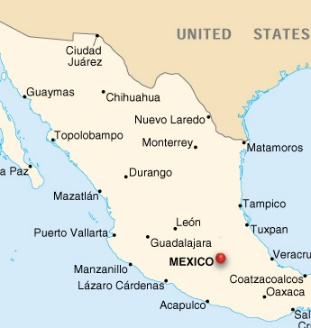 UNITED STATES
Ciudad
Juárez
Guaymas
Chihuahua
Nuevo Laredo
Topolobampo
Monterrey
Matamoros
a Paz
Durango
Mazatlán
Tampico
León
Tuxpan
Puerto Vallarta
Guadalajara
MEXICO
Veracru
Manzanillo
Coatzacoalcos
Lázaro Cárdenas
Oaxaca
Acapulco
Sal